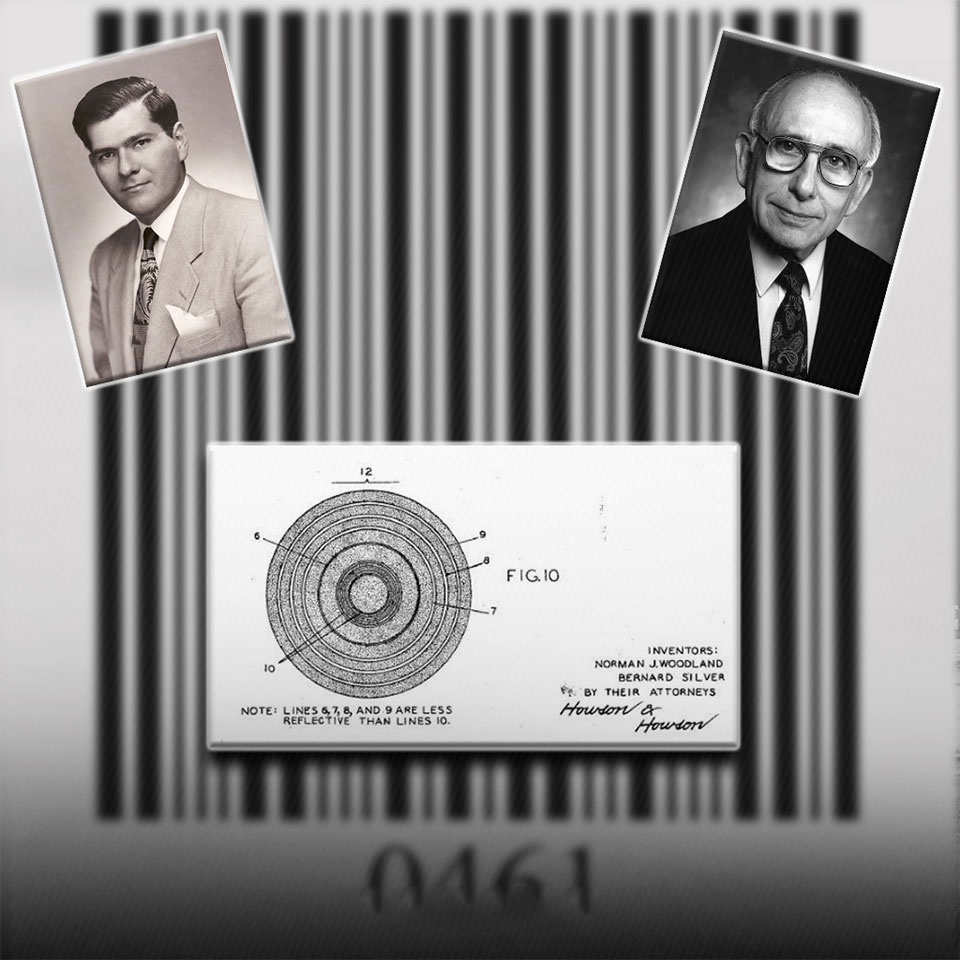 12
6
9
8
FIG.10
7
10
INVENTORS:
NORMAN J.WOODLAND
BERNARD SILVER
BY THEIR ATTORNEYS
Howson &
Howson
NOTE: LINES 6,7,8, AND 9 ARE LESS
REFLECTIVE THAN LINES 10.